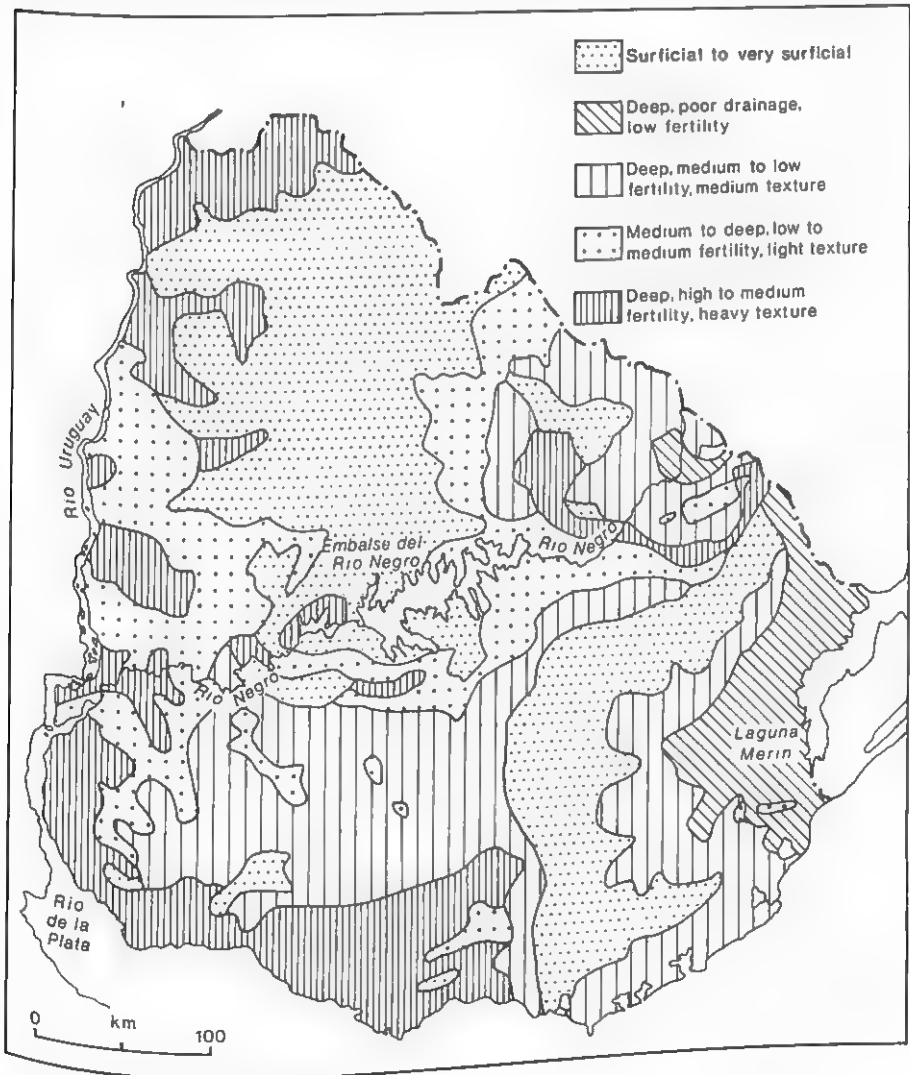 Surficial to very surficial
Deep, poor drainage,
low fertility
Deep, medium to low
fertility, medium texture
Medium to deep, low to
medium fertility, light texture
Deep, high to medium
fertility, heavy texture
Rio Uruguay
Embalse del
Rio Negro
Rio Negro
Rio Negro
Laguna
Merin
Rio
de la
Plata
0 km 100